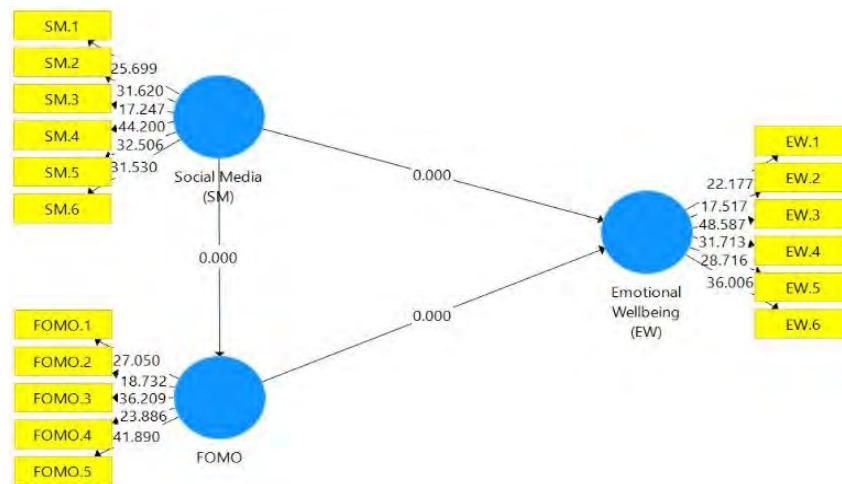 SM.1
25.699
SM.2
31.620
SM.3
17.247
SM.4
44.200
SM.5
32.506
SM.6
31.530
Social Media
(SM)
0.000
0.000
0.000
EW.1
22.177
EW.2
17.517
EW.3
48.587
EW.4
31.713
EW.5
28.716
EW.6
36.006
Emotional
Wellbeing
(EW)
FOMO.1
27.050
FOMO.2
18.732
FOMO.3
36.209
FOMO.4
23.886
FOMO.5
41.890
FOMO